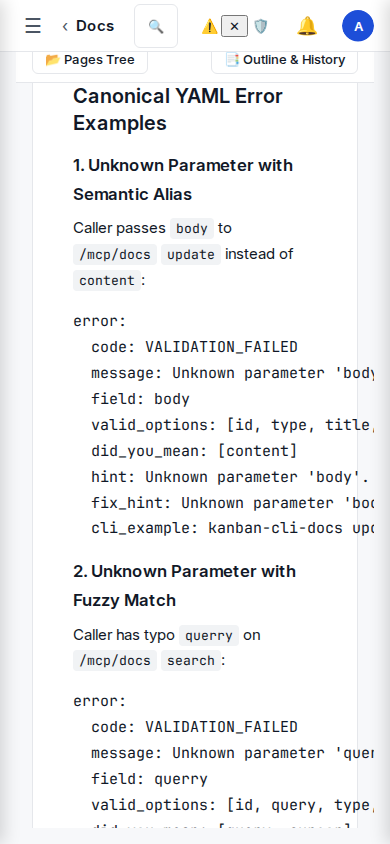 ‹ Docs
A
Pages Tree
Outline & History
Canonical YAML Error
Examples
1. Unknown Parameter with
Semantic Alias
Caller passes body to
/mcp/docs update instead of
content :
error:
code: VALIDATION_FAILED
message: Unknown parameter 'body
field: body
valid_options: [id, type, title,
did_you_mean: [content]
hint: Unknown parameter 'body'.
fix_hint: Unknown parameter 'bod
cli_example: kanban-cli-docs upd
2. Unknown Parameter with
Fuzzy Match
Caller has typo querry on
/mcp/docs search :
error:
code: VALIDATION_FAILED
message: Unknown parameter 'quer
field: querry
valid_options: [id, query, type,